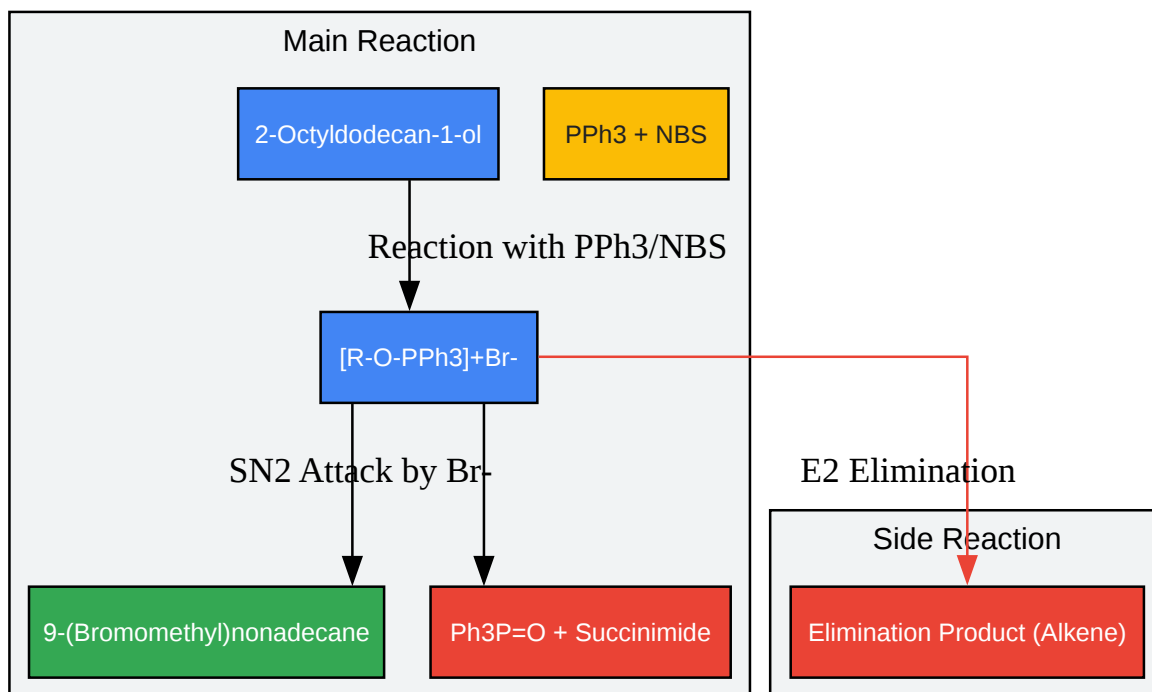 Main Reaction
2-Octyldodecan-1-ol
PPh3 + NBS
Reaction with PPh3/NBS
[R-O-PPh3]+Br-
SN2 Attack by Br-
E2 Elimination
Side Reaction
9-(Bromomethyl)nonadecane
Ph3P=O + Succinimide
Elimination Product (Alkene)